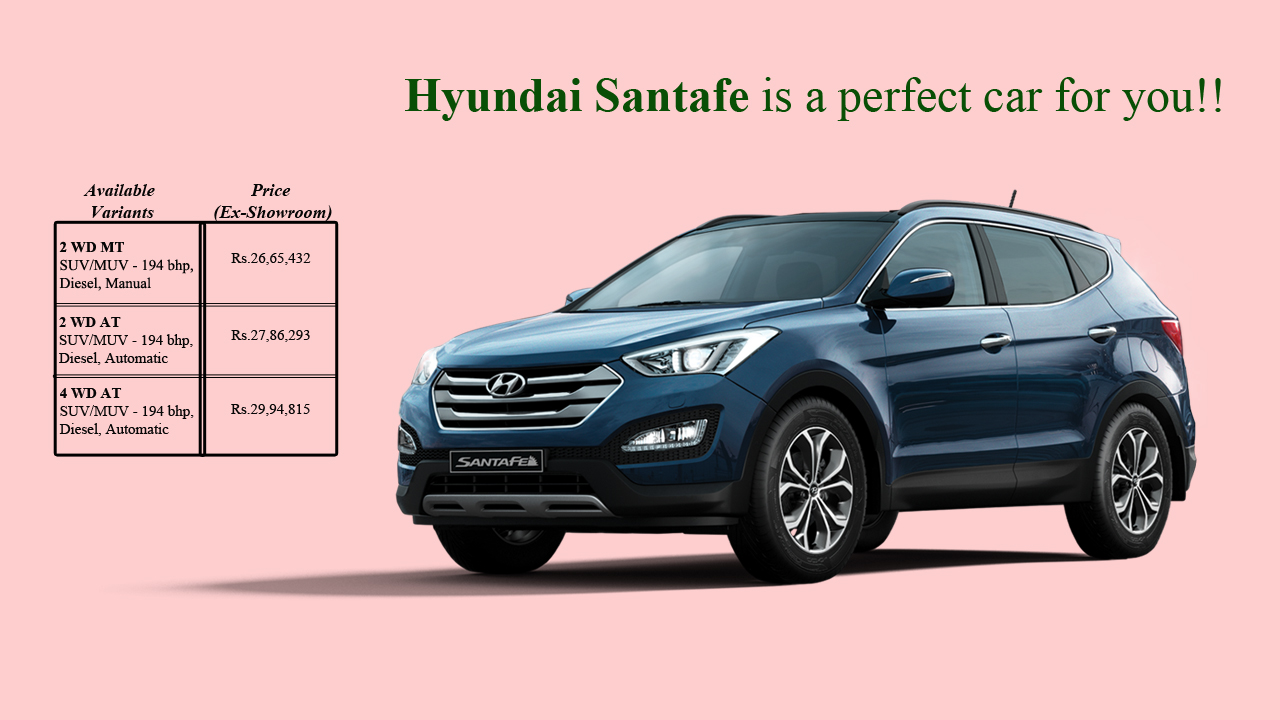 Hyundai Santafe is a perfect car for you!!
Available
Variants
Price
(Ex-Showroom)
2 WD MT
SUV/MUV - 194 bhp,
Diesel, Manual
Rs.26,65,432
2 WD AT
SUV/MUV - 194 bhp,
Diesel, Automatic
Rs.27,86,293
4 WD AT
SUV/MUV - 194 bhp,
Diesel, Automatic
Rs.29,94,815
SANTAFE